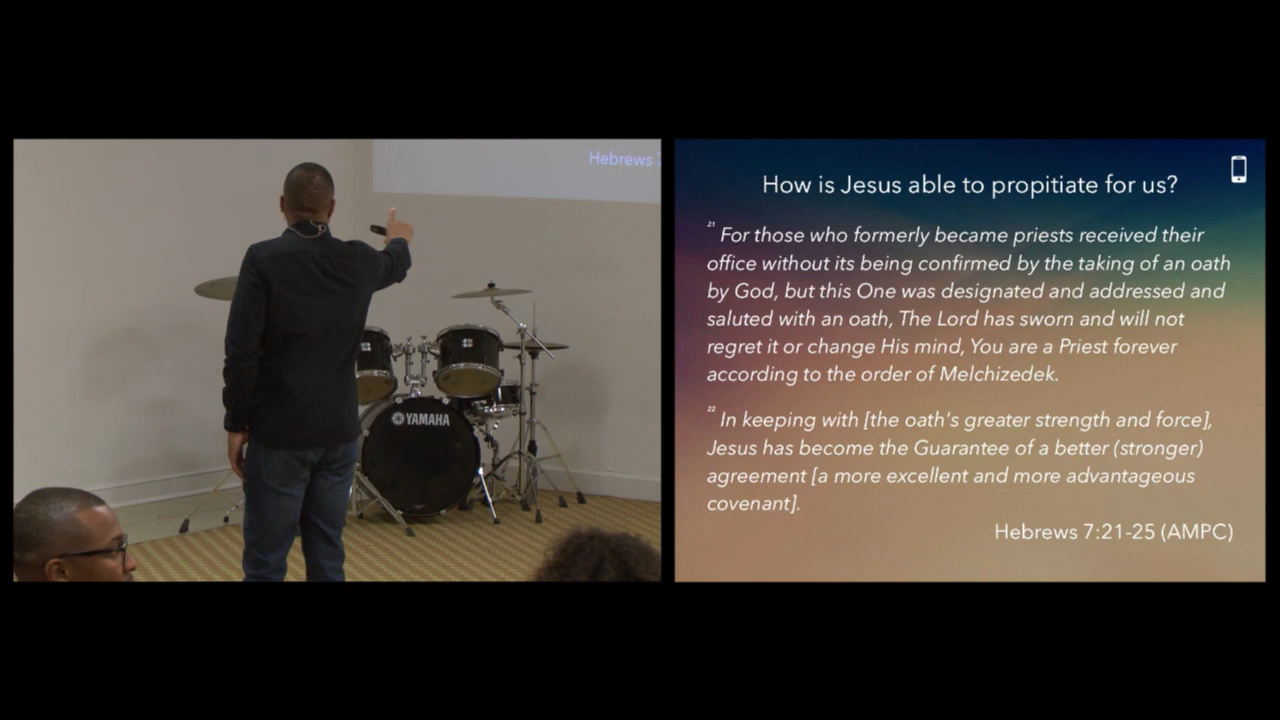 Hebrews 7
YAMAHA
How is Jesus able to propitiate for us?
21 For those who formerly became priests received their
office without its being confirmed by the taking of an oath
by God, but this One was designated and addressed and
saluted with an oath, The Lord has sworn and will not
regret it or change His mind, You are a Priest forever
according to the order of Melchizedek.
22 In keeping with [the oath's greater strength and force],
Jesus has become the Guarantee of a better (stronger)
agreement [a more excellent and more advantageous
covenant].
Hebrews 7:21-25 (AMPC)